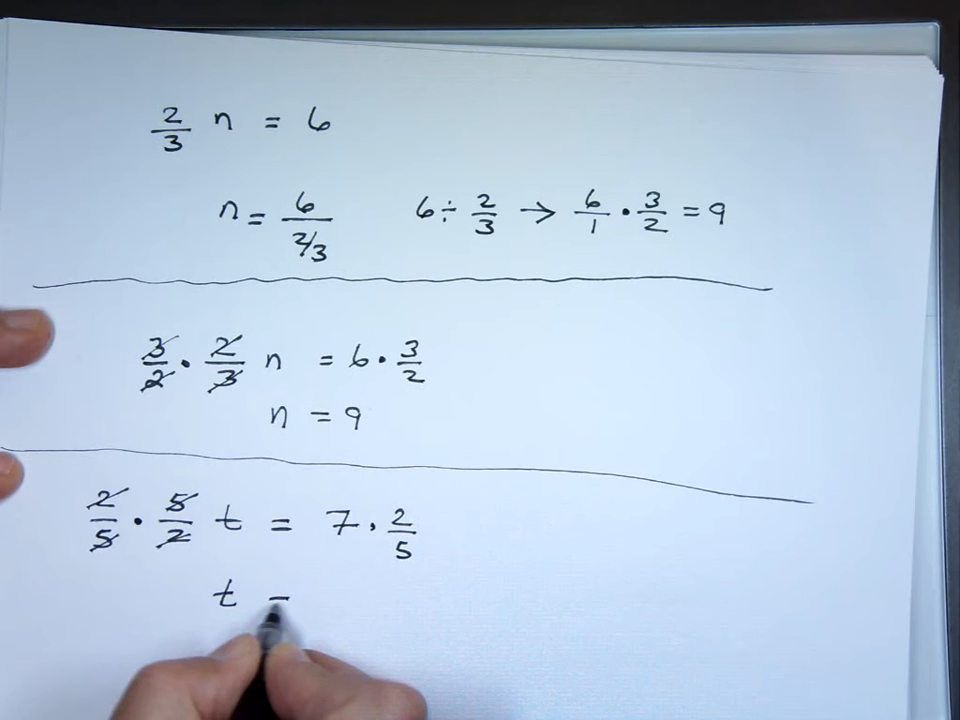 2/3 n = 6
n = 6/(2/3) 6 ÷ 2/3 → 6/1 • 3/2 = 9
3/2 • 2/3 n = 6 • 3/2
n = 9
2/5 • 5/2 t = 7 • 2/5
t =